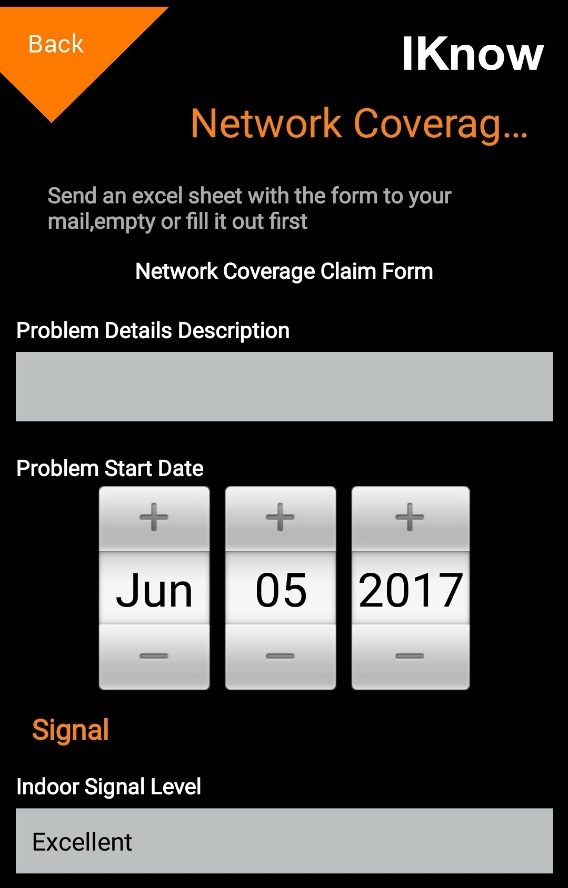 Back
IKnow
Network Coverag...
Send an excel sheet with the form to your
mail,empty or fill it out first
Network Coverage Claim Form
Problem Details Description
Problem Start Date
+ + +
Jun 05 2017
− − −
Signal
Indoor Signal Level
Excellent